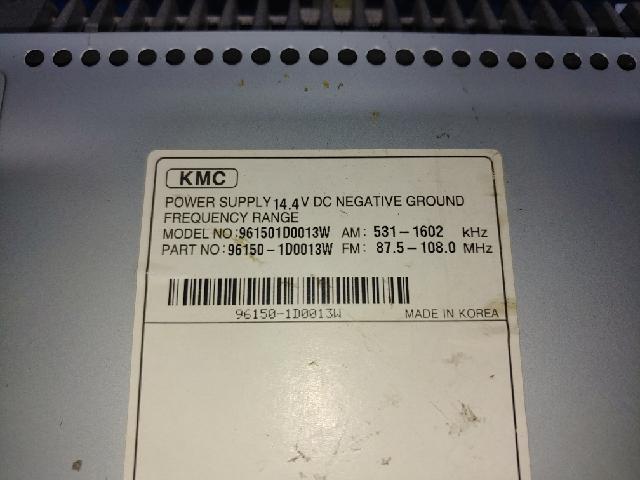 KMC
POWER SUPPLY 14.4V DC NEGATIVE GROUND
FREQUENCY RANGE
MODEL NO: 961501D0013W AM: 531-1602 kHz
PART NO: 96150-1D0013W FM: 87.5-108.0 MHz
96150-1D0013W MADE IN KOREA